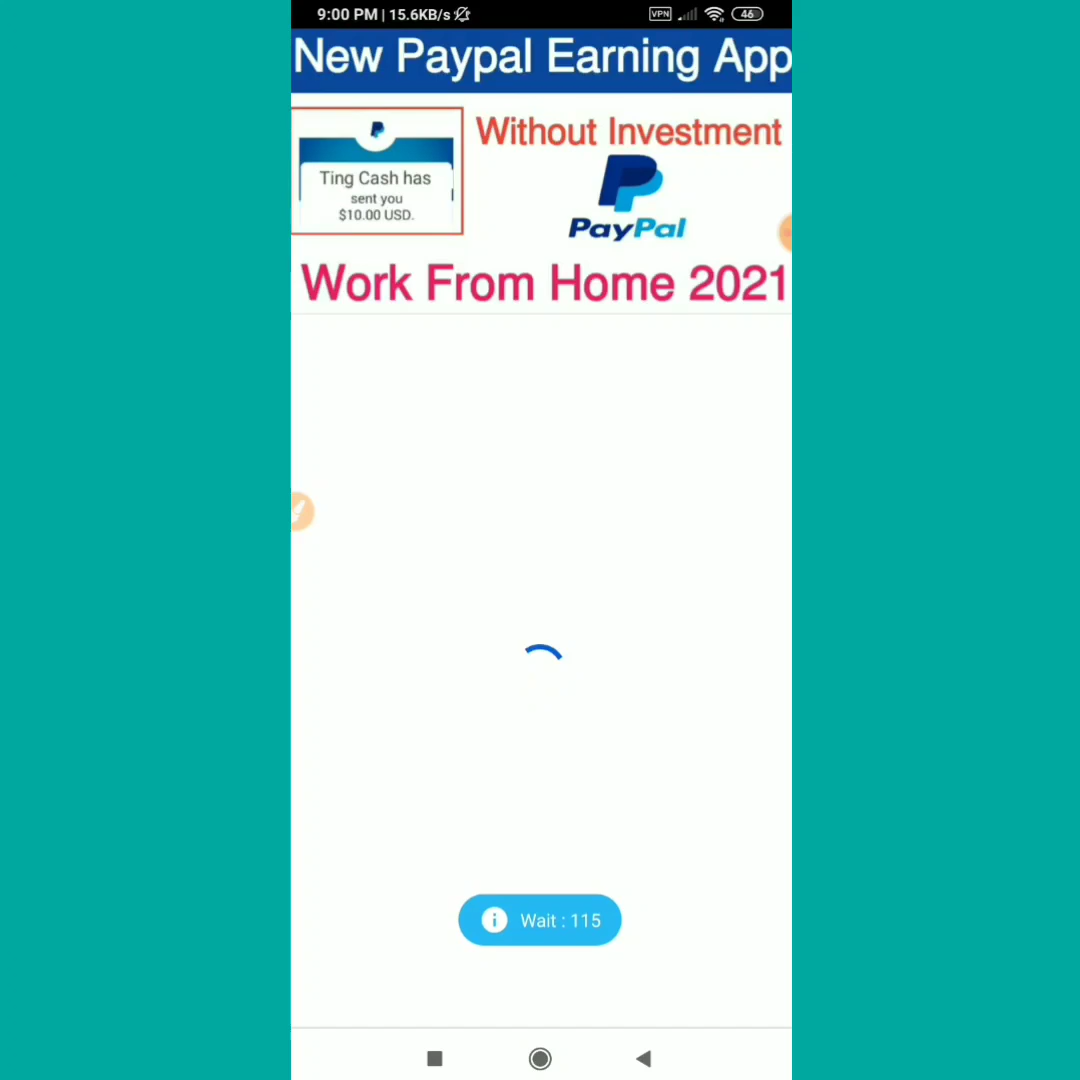 9:00 PM | 15.6KB/s VPN 46
New Paypal Earning App
Without Investment
Ting Cash has
sent you
$10.00 USD.
PayPal
Work From Home 2021
Wait : 115